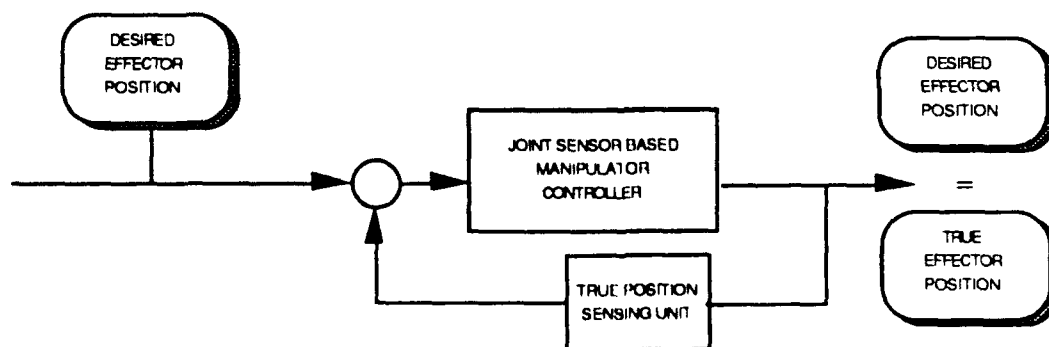 DESIRED
EFFECTOR
POSITION
JOINT SENSOR BASED
MANIPULATOR
CONTROLLER
TRUE POSITION
SENSING UNIT
DESIRED
EFFECTOR
POSITION
=
TRUE
EFFECTOR
POSITION